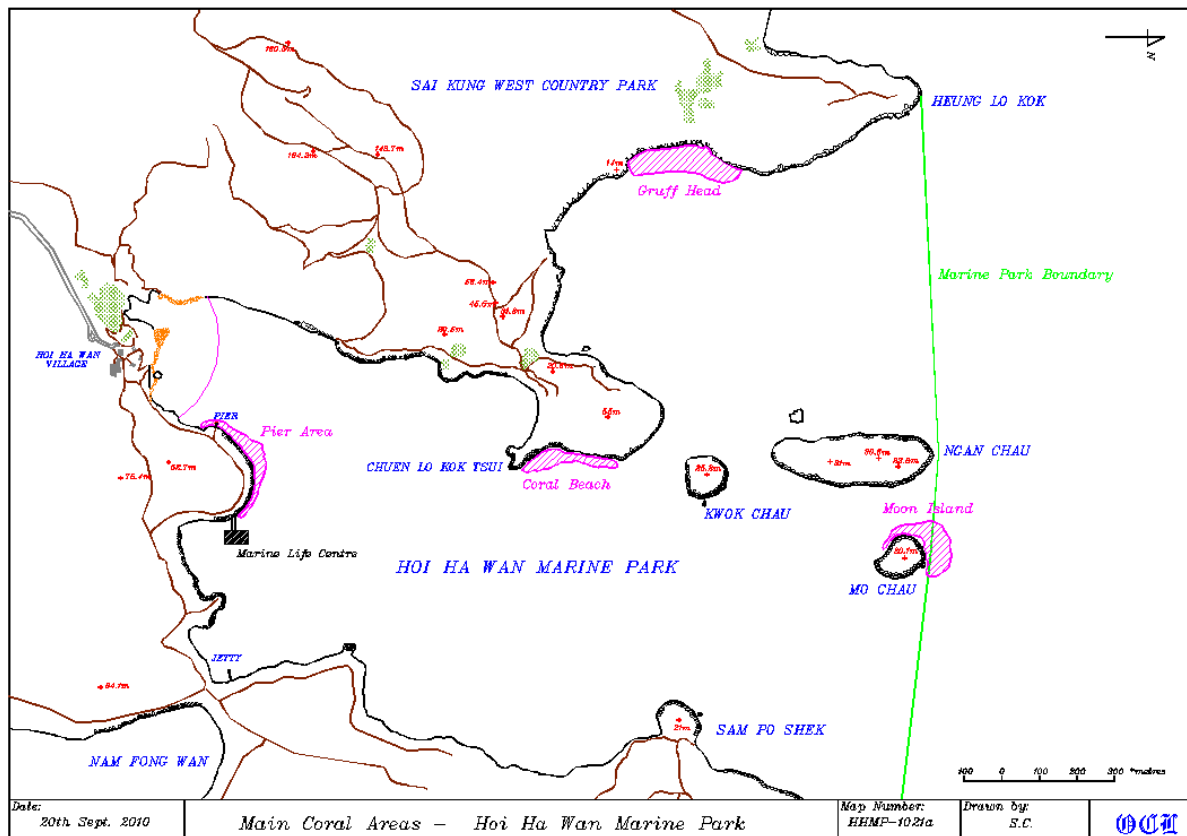 SAI KUNG WEST COUNTRY PARK
N
HEUNG LO KOK
14m
Gruff Head
Marine Park Boundary
HOI HA WAN
VILLAGE
PIER
Pier Area
CHUEN LO KOK TSUI
Coral Beach
KWOK CHAU
NGAN CHAU
Moon Island
Marine Life Centre
HOI HA WAN MARINE PARK
MO CHAU
JETTY
SAM PO SHEK
21m
NAM FONG WAN
100 0 100 200 300 *metres
Date:
20th Sept. 2010
Main Coral Areas - Hoi Ha Wan Marine Park
Map Number:
HHMP-1021a
Drawn by:
S.C.
OCL